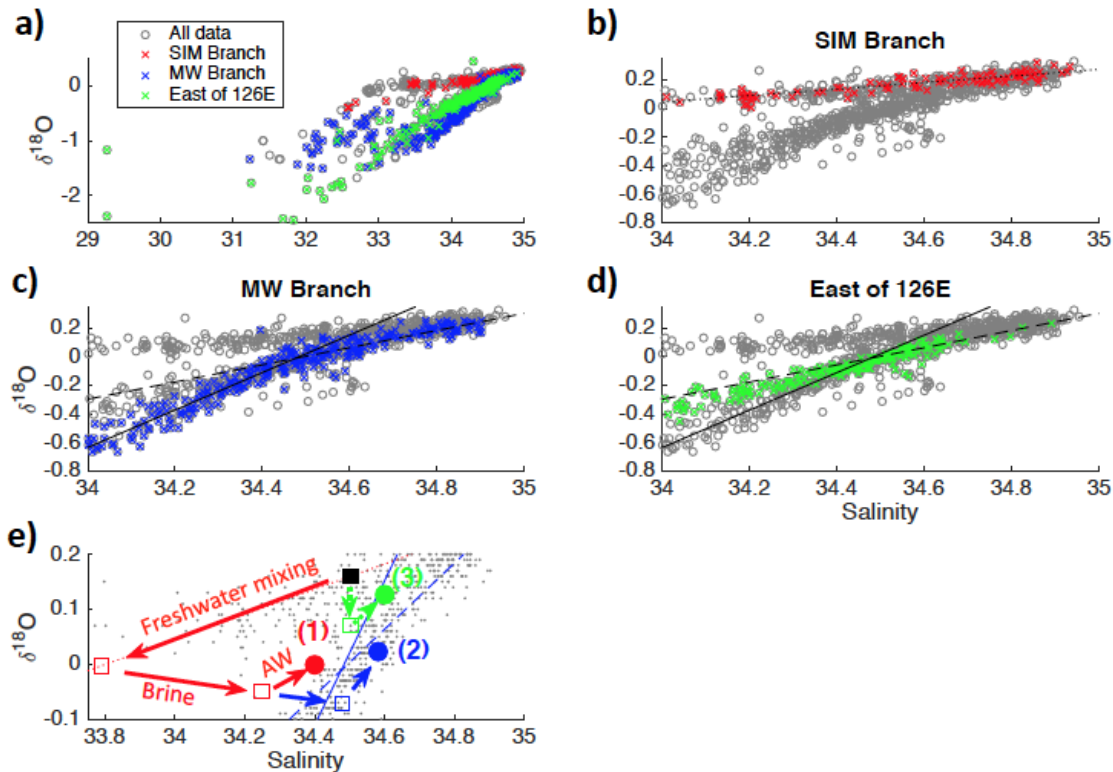 a)
All data
SIM Branch
MW Branch
East of 126E
δ18O
0
-1
-2
29 30 31 32 33 34 35
b)
SIM Branch
0.2
0
-0.2
-0.4
-0.6
-0.8
34 34.2 34.4 34.6 34.8 35
c)
MW Branch
δ18O
0.2
0
-0.2
-0.4
-0.6
-0.8
34 34.2 34.4 34.6 34.8 35
d)
East of 126E
δ18O
0.2
0
-0.2
-0.4
-0.6
-0.8
34 34.2 34.4 34.6 34.8 35
Salinity
e)
δ18O
0.2
0.1
0
-0.1
Freshwater mixing
(3)
(1)
(2)
AW
Brine
33.8 34 34.2 34.4 34.6 34.8 35
Salinity